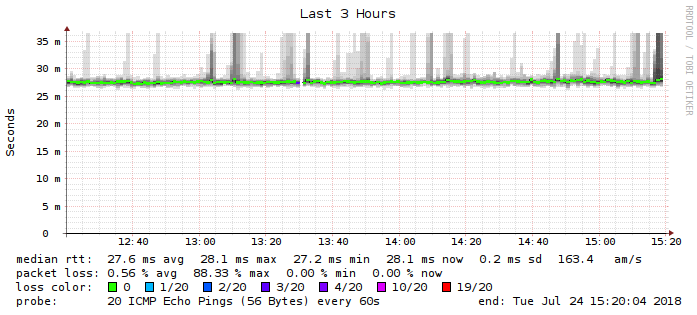 Last 3 Hours
RRDTOOL / TOBI OETIKER
Seconds
35 m
30 m
25 m
20 m
15 m
10 m
5 m
0
12:40 13:00 13:20 13:40 14:00 14:20 14:40 15:00 15:20
median rtt: 27.6 ms avg 28.1 ms max 27.2 ms min 28.1 ms now 0.2 ms sd 163.4 am/s
packet loss: 0.56 % avg 88.33 % max 0.00 % min 0.00 % now
loss color: 0 1/20 2/20 3/20 4/20 10/20 19/20
probe: 20 ICMP Echo Pings (56 Bytes) every 60s end: Tue Jul 24 15:20:04 2018